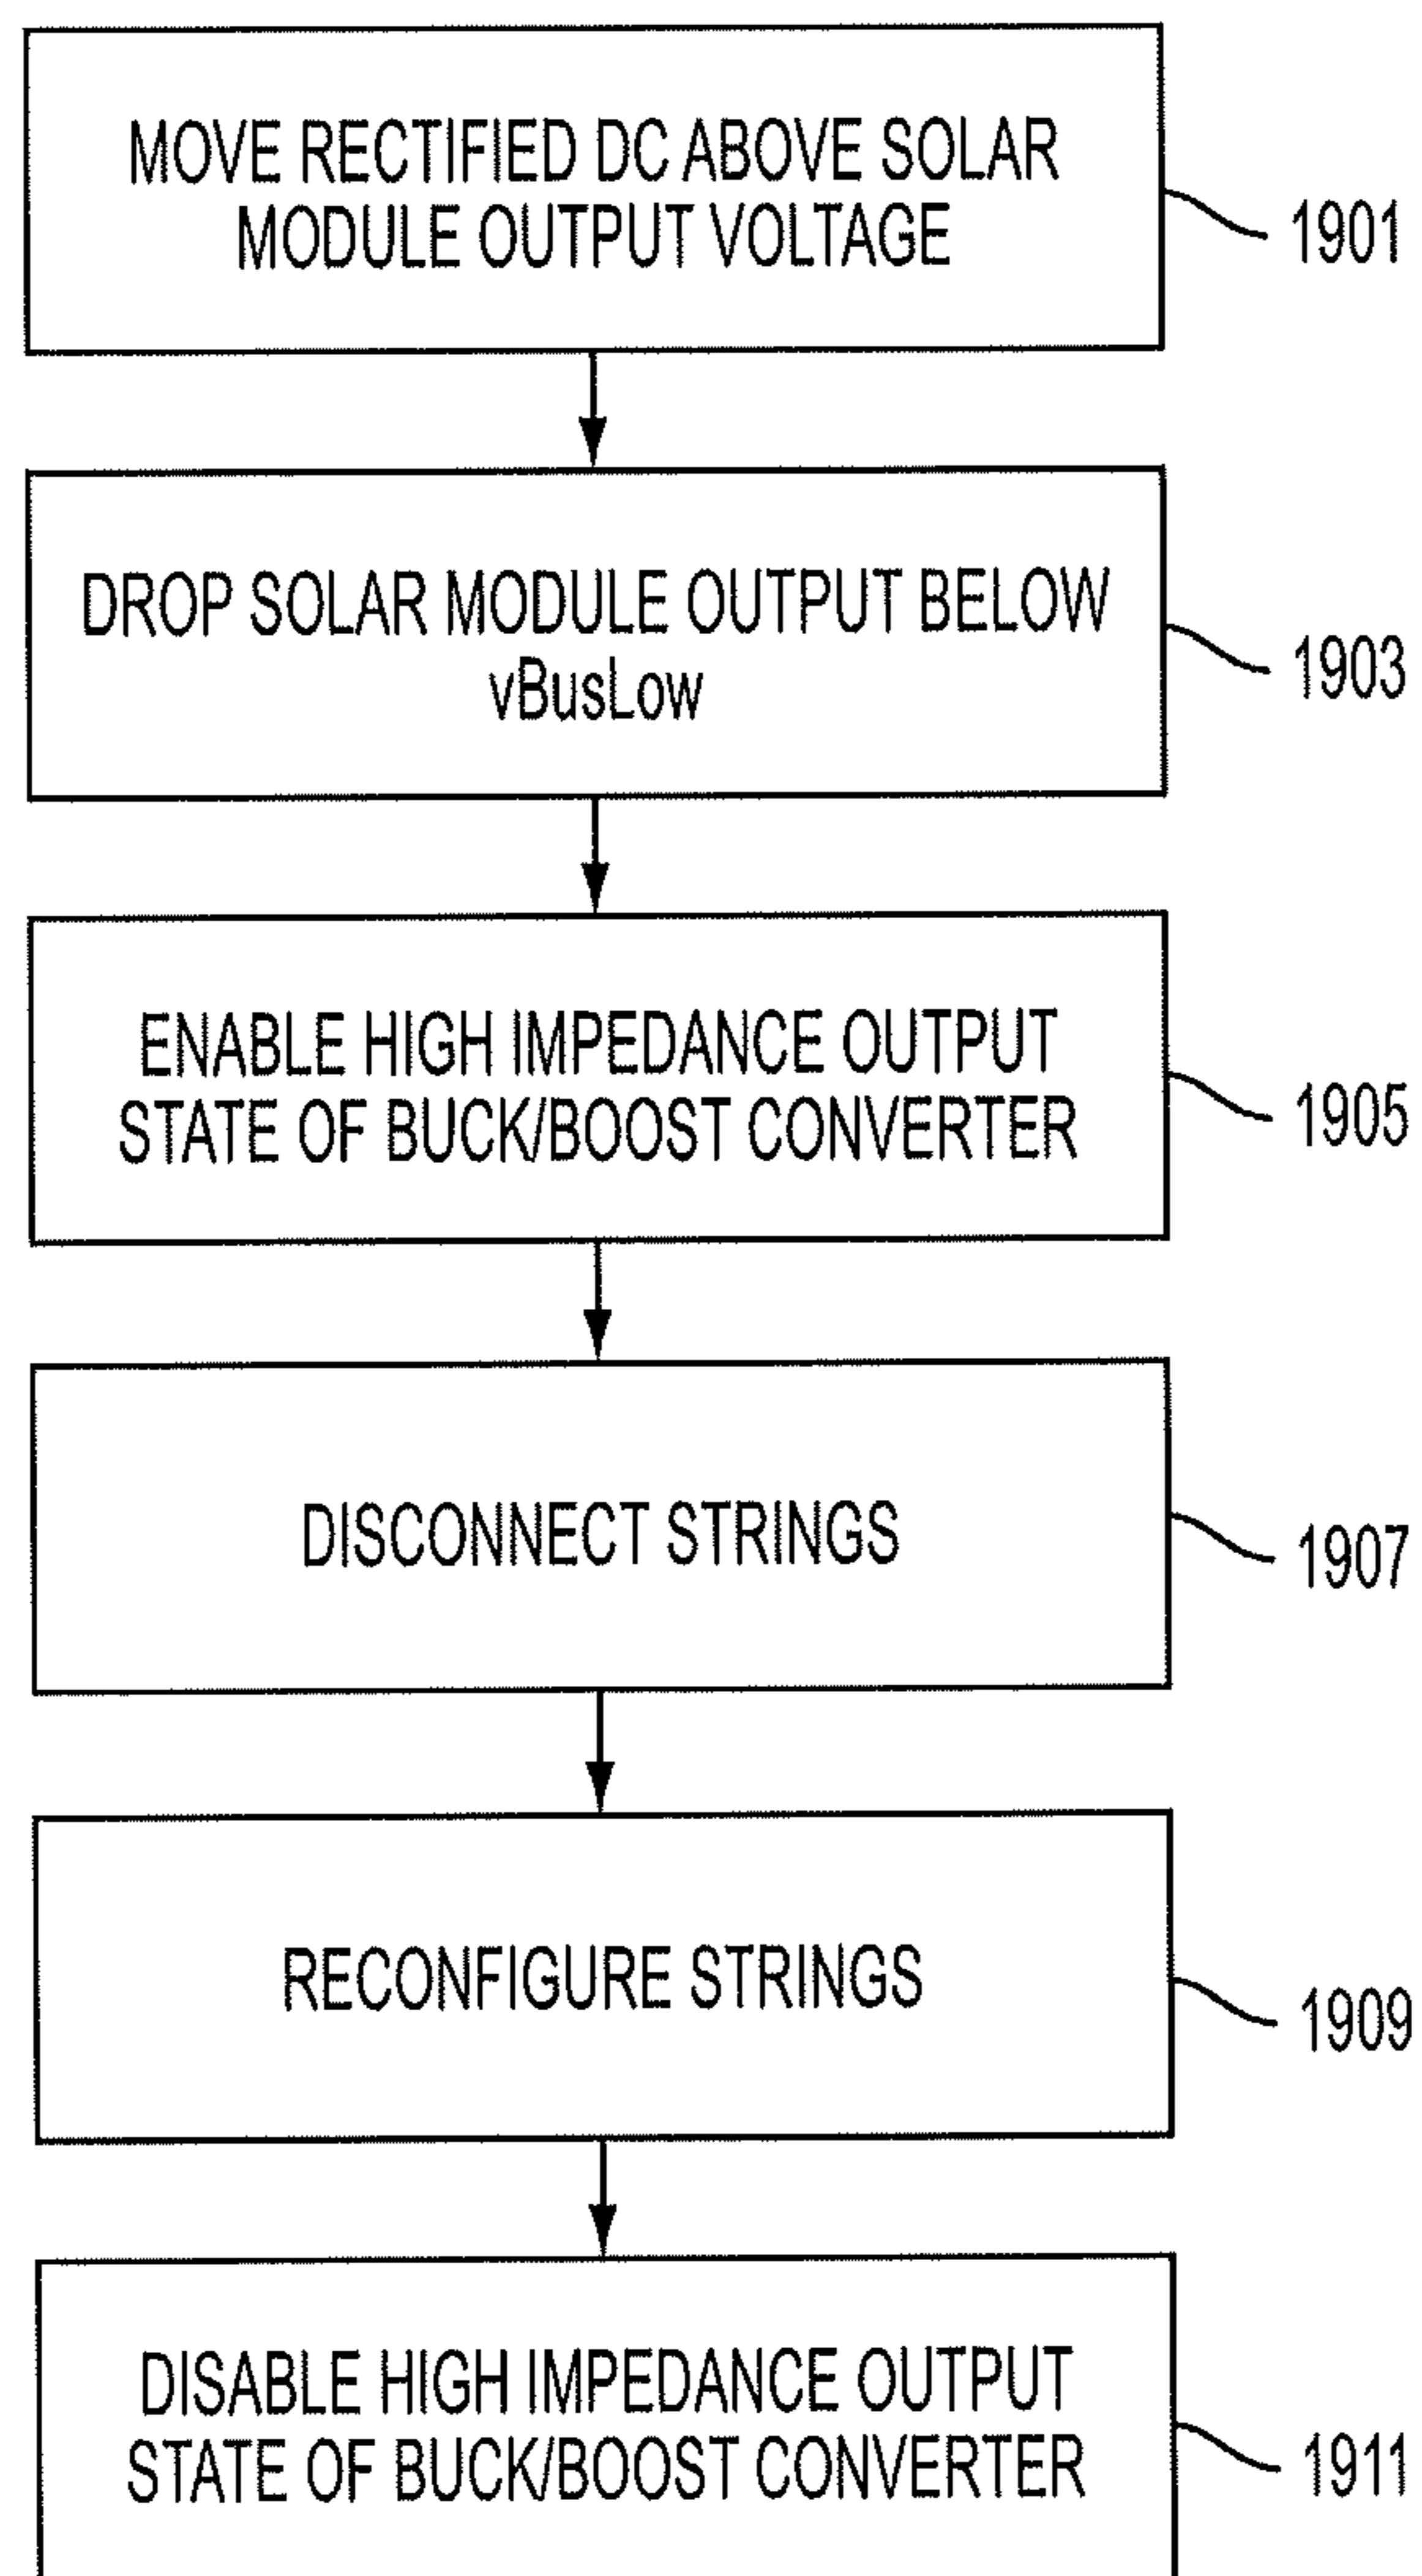 MOVE RECTIFIED DC ABOVE SOLAR
MODULE OUTPUT VOLTAGE
1901
DROP SOLAR MODULE OUTPUT BELOW
vBusLow
1903
ENABLE HIGH IMPEDANCE OUTPUT
STATE OF BUCK/BOOST CONVERTER
1905
DISCONNECT STRINGS
1907
RECONFIGURE STRINGS
1909
DISABLE HIGH IMPEDANCE OUTPUT
STATE OF BUCK/BOOST CONVERTER
1911